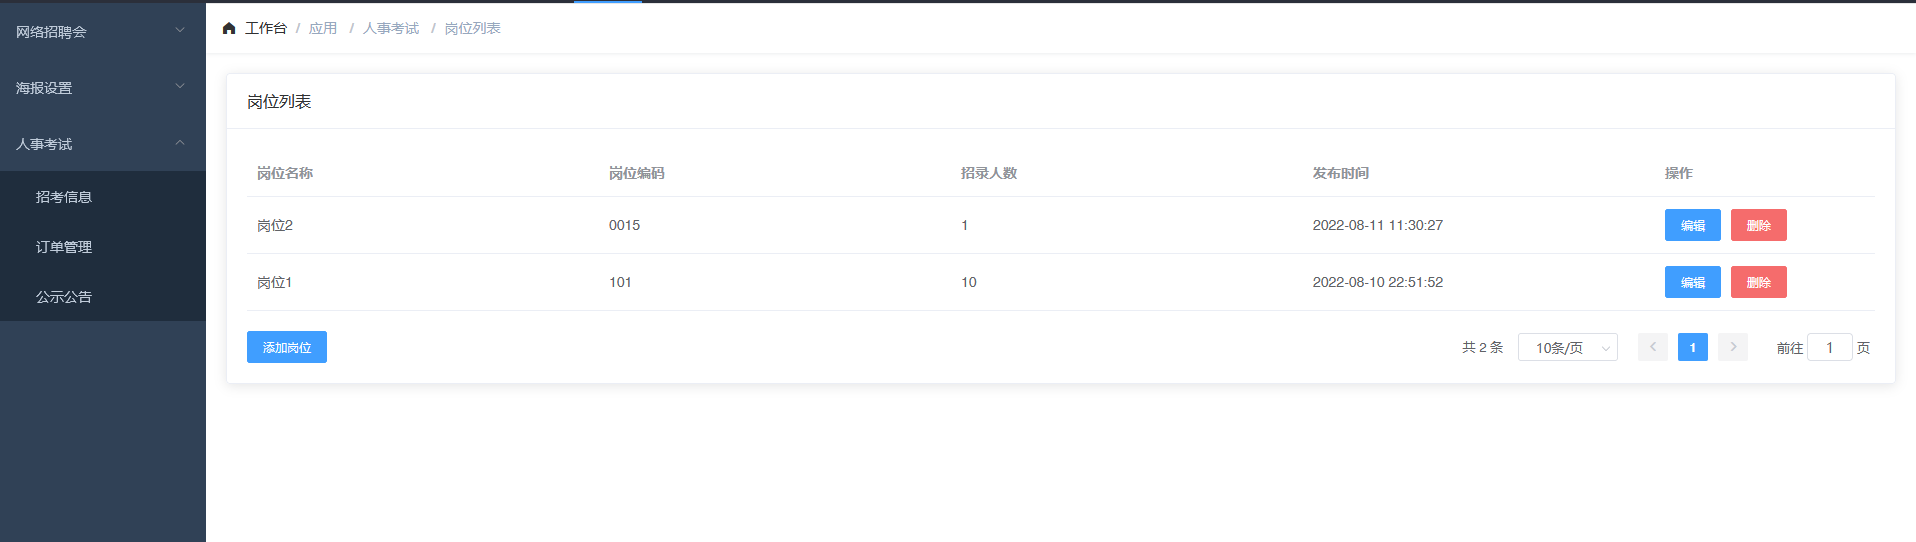 网络招聘会
海报设置
人事考试
招考信息
订单管理
公示公告
工作台 / 应用 / 人事考试 / 岗位列表
岗位列表
岗位名称 岗位编码 招录人数 发布时间 操作
岗位2 0015 1 2022-08-11 11:30:27 编辑 删除
岗位1 101 10 2022-08-10 22:51:52 编辑 删除
添加岗位 共 2 条 10条/页 1 前往 1 页